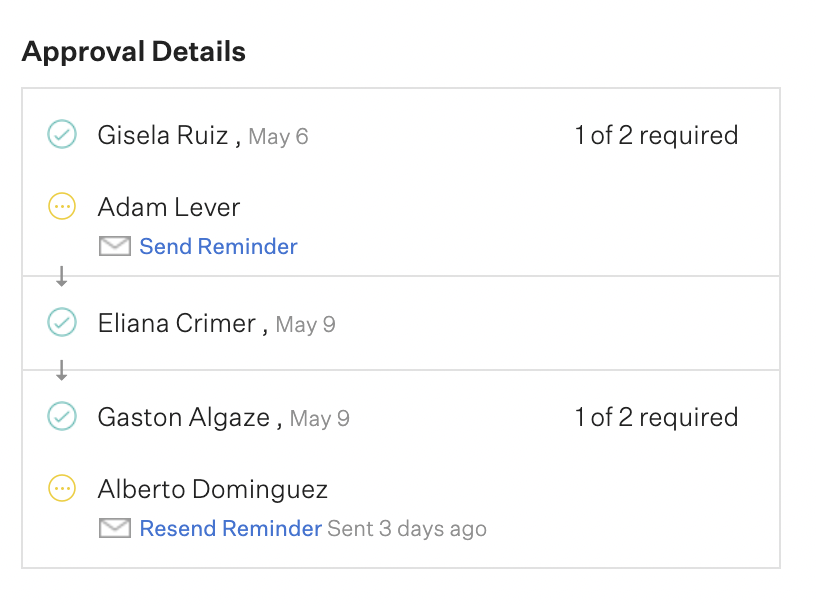 Approval Details
Gisela Ruiz , May 6 1 of 2 required
Adam Lever
Send Reminder
Eliana Crimer , May 9
Gaston Algaze , May 9 1 of 2 required
Alberto Dominguez
Resend Reminder Sent 3 days ago